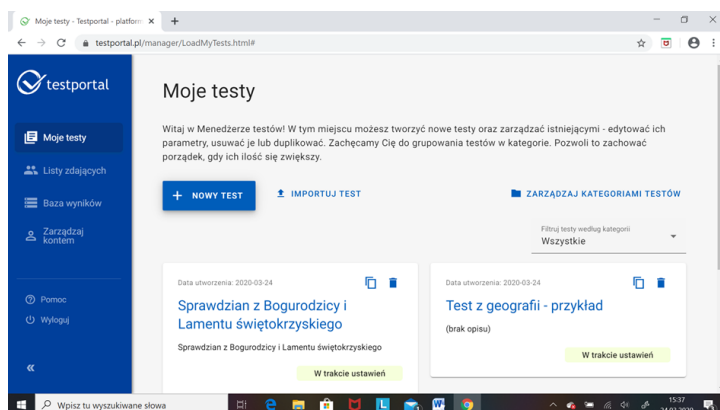 Moje testy - Testportal - platform
testportal.pl/manager/LoadMyTests.html#
testportal
Moje testy
Listy zdających
Baza wyników
Zarządzaj
kontem
Pomoc
Wyloguj
Moje testy
Witaj w Menedżerze testów! W tym miejscu możesz tworzyć nowe testy oraz zarządzać istniejącymi - edytować ich
parametry, usuwać je lub duplikować. Zachęcamy Cię do grupowania testów w kategorie. Pozwoli to zachować
porządek, gdy ich ilość się zwiększy.
+ NOWY TEST
IMPORTUJ TEST
ZARZĄDZAJ KATEGORIAMI TESTÓW
Filtruj testy według kategorii
Wszystkie
Data utworzenia: 2020-03-24
Sprawdzian z Bogurodzicy i
Lamentu świętokrzyskiego
Sprawdzian z Bogurodzicy i Lamentu świętokrzyskiego
W trakcie ustawień
Data utworzenia: 2020-03-24
Test z geografii - przykład
(brak opisu)
W trakcie ustawień
Wpisz tu wyszukiwane słowa
15:37
24.03.2020